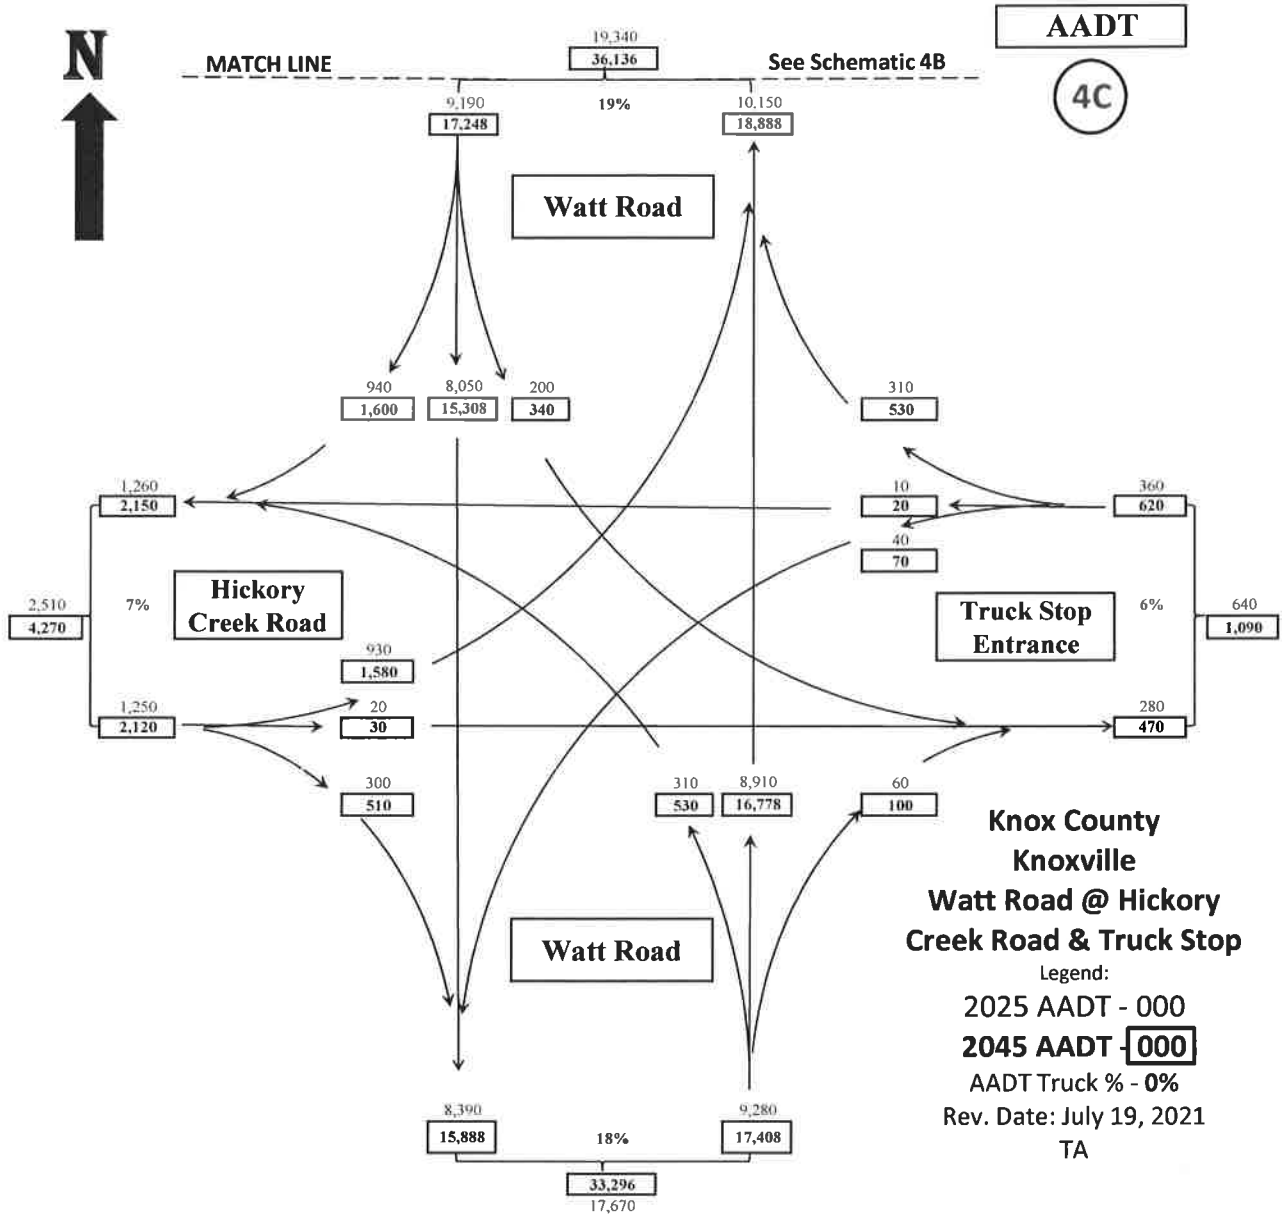 N
MATCH LINE
19,340
36,136
See Schematic 4B
AADT
4C
9,190
17,248
19%
10,150
18,888
Watt Road
940
1,600
8,050
15,308
200
340
310
530
1,260
2,150
10
20
360
620
40
70
2,510
4,270
7%
Hickory
Creek Road
Truck Stop
Entrance
6%
640
1,090
930
1,580
1,250
2,120
20
30
280
470
300
510
310
530
8,910
16,778
60
100
Knox County
Knoxville
Watt Road @ Hickory
Creek Road & Truck Stop
Legend:
2025 AADT - 000
2045 AADT - 000
AADT Truck % - 0%
Rev. Date: July 19, 2021
TA
Watt Road
8,390
15,888
18%
9,280
17,408
33,296
17,670